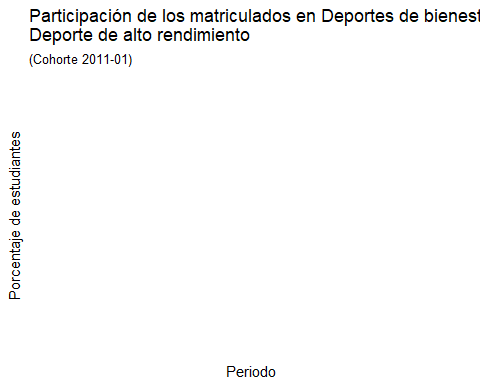 Participación de los matriculados en Deportes de bienest
Deporte de alto rendimiento
(Cohorte 2011-01)
Porcentaje de estudiantes
Periodo